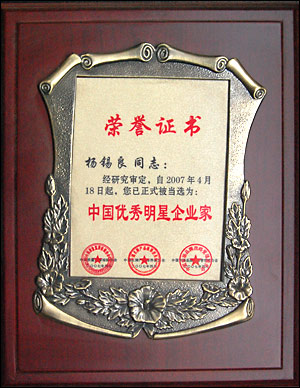 荣誉证书
杨锡良 同志：
经研究审定，自2007年4月
18日起，您已正式被当选为：
中国优秀明星企业家